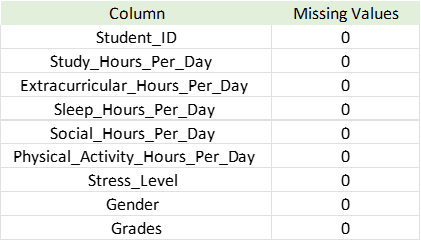 Column Missing Values
Student_ID 0
Study_Hours_Per_Day 0
Extracurricular_Hours_Per_Day 0
Sleep_Hours_Per_Day 0
Social_Hours_Per_Day 0
Physical_Activity_Hours_Per_Day 0
Stress_Level 0
Gender 0
Grades 0